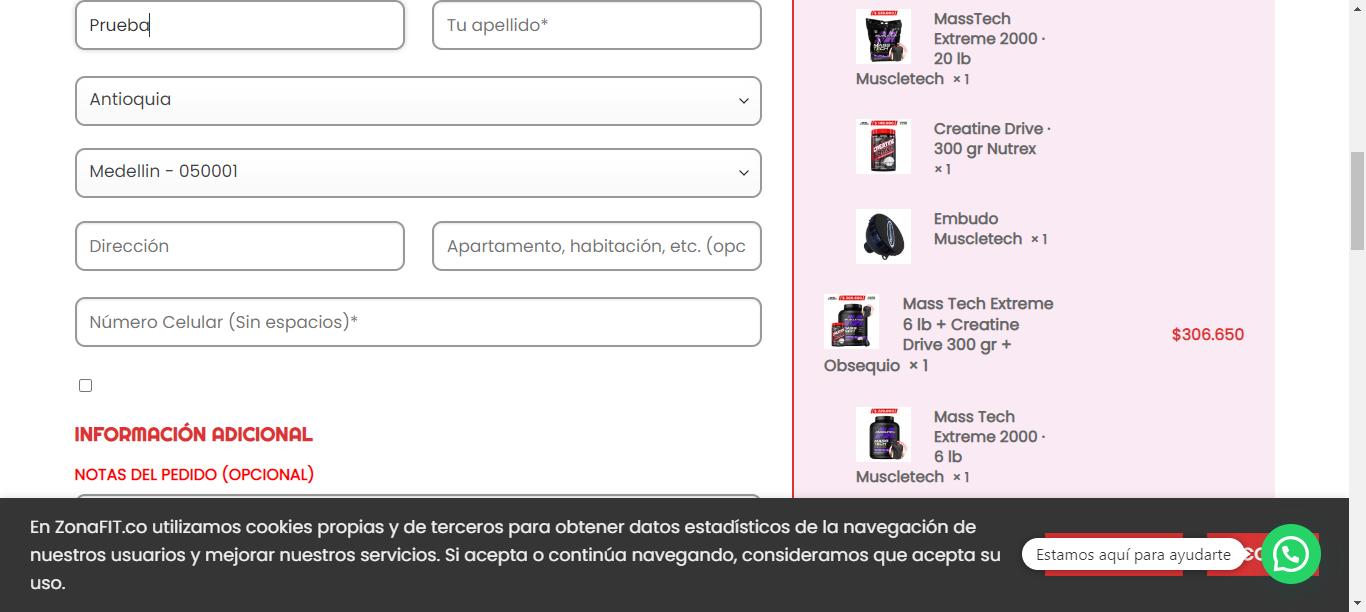 Prueba
Tu apellido*
Antioquia
Medellin - 050001
Dirección
Apartamento, habitación, etc. (opc
Número Celular (Sin espacios)*
INFORMACIÓN ADICIONAL
NOTAS DEL PEDIDO (OPCIONAL)
MassTech
Extreme 2000 ·
20 lb
Muscletech × 1
Creatine Drive ·
300 gr Nutrex
× 1
Embudo
Muscletech × 1
Mass Tech Extreme
6 lb + Creatine
Drive 300 gr +
Obsequio × 1
$306.650
Mass Tech
Extreme 2000 ·
6 lb
Muscletech × 1
En ZonaFIT.co utilizamos cookies propias y de terceros para obtener datos estadísticos de la navegación de
nuestros usuarios y mejorar nuestros servicios. Si acepta o continúa navegando, consideramos que acepta su
uso.
Estamos aquí para ayudarte